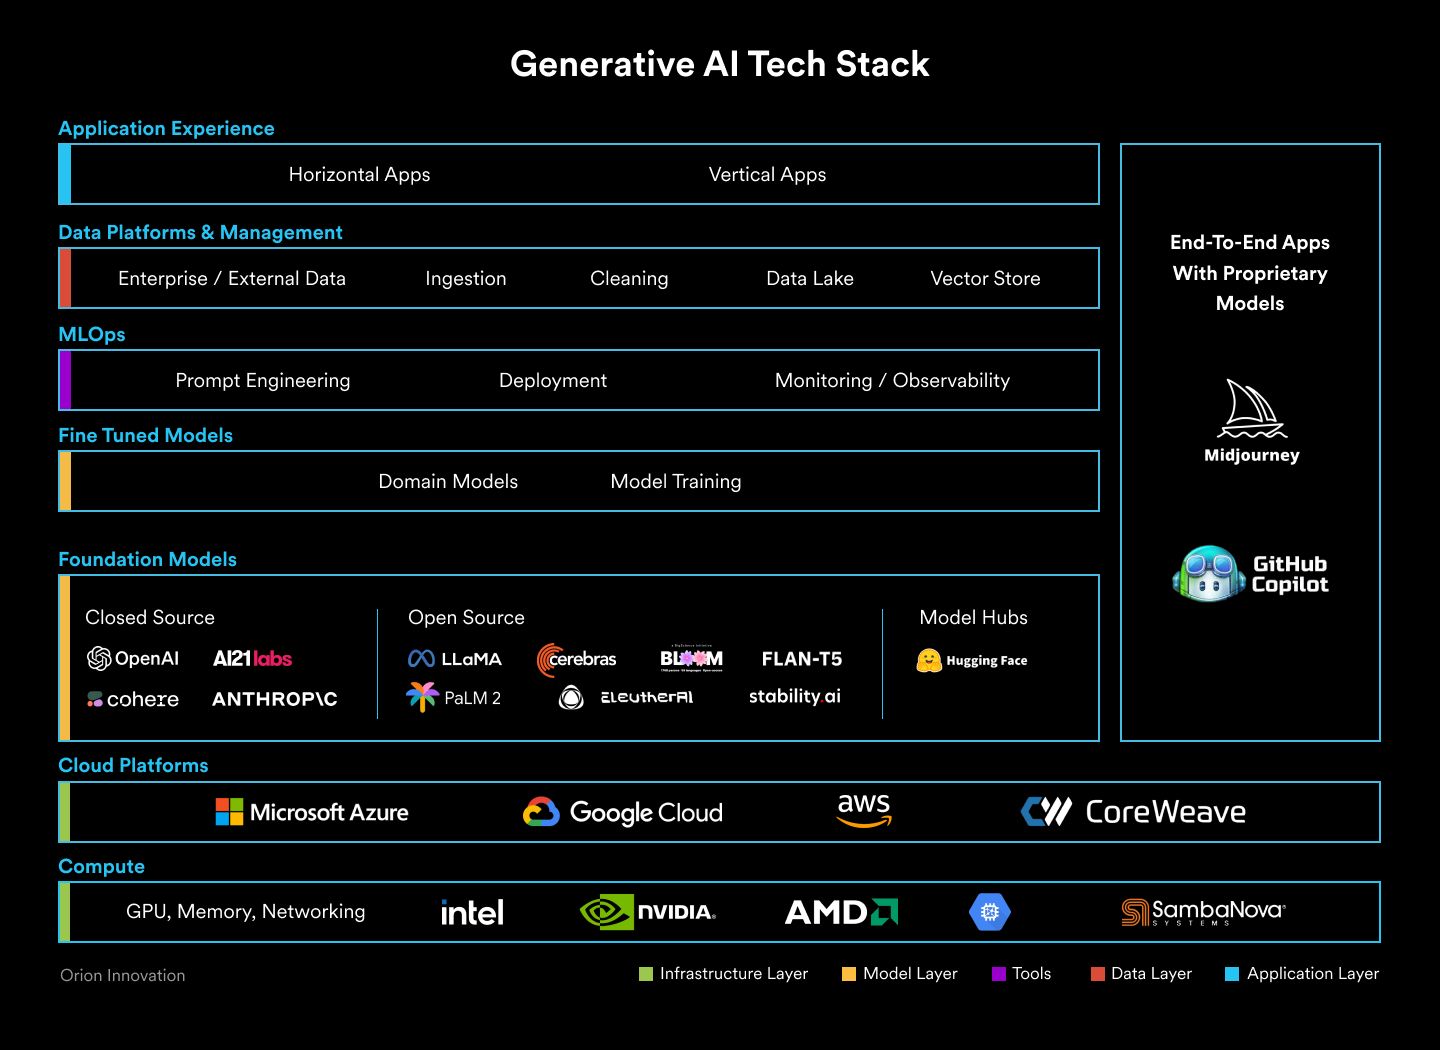 Generative AI Tech Stack
Application Experience
Horizontal Apps
Vertical Apps
Data Platforms & Management
Enterprise / External Data
Ingestion
Cleaning
Data Lake
Vector Store
MLOps
Prompt Engineering
Deployment
Monitoring / Observability
Fine Tuned Models
Domain Models
Model Training
End-To-End Apps
With Proprietary
Models
Midjourney
GitHub
Copilot
Foundation Models
Closed Source
OpenAI
AI21labs
cohere
ANTHROP\C
Open Source
LLaMA
cerebras
BLOOM
FLAN-T5
PaLM 2
EleutherAI
stability.ai
Model Hubs
Hugging Face
Cloud Platforms
Microsoft Azure
Google Cloud
aws
CoreWeave
Compute
GPU, Memory, Networking
intel
NVIDIA®
AMD
SambaNova®
SYSTEMS
Orion Innovation
Infrastructure Layer
Model Layer
Tools
Data Layer
Application Layer